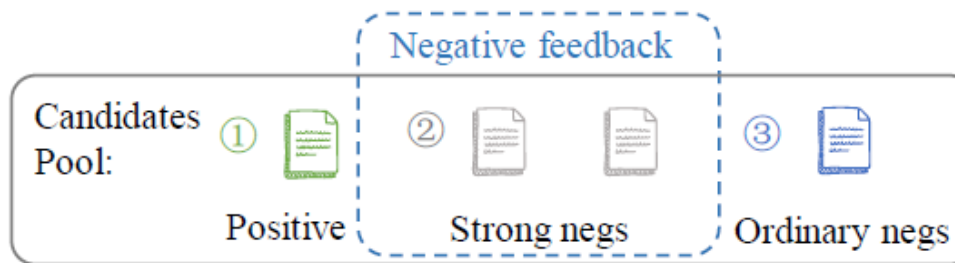 Negative feedback
Candidates
Pool:
① ② ③
Positive Strong negs Ordinary negs